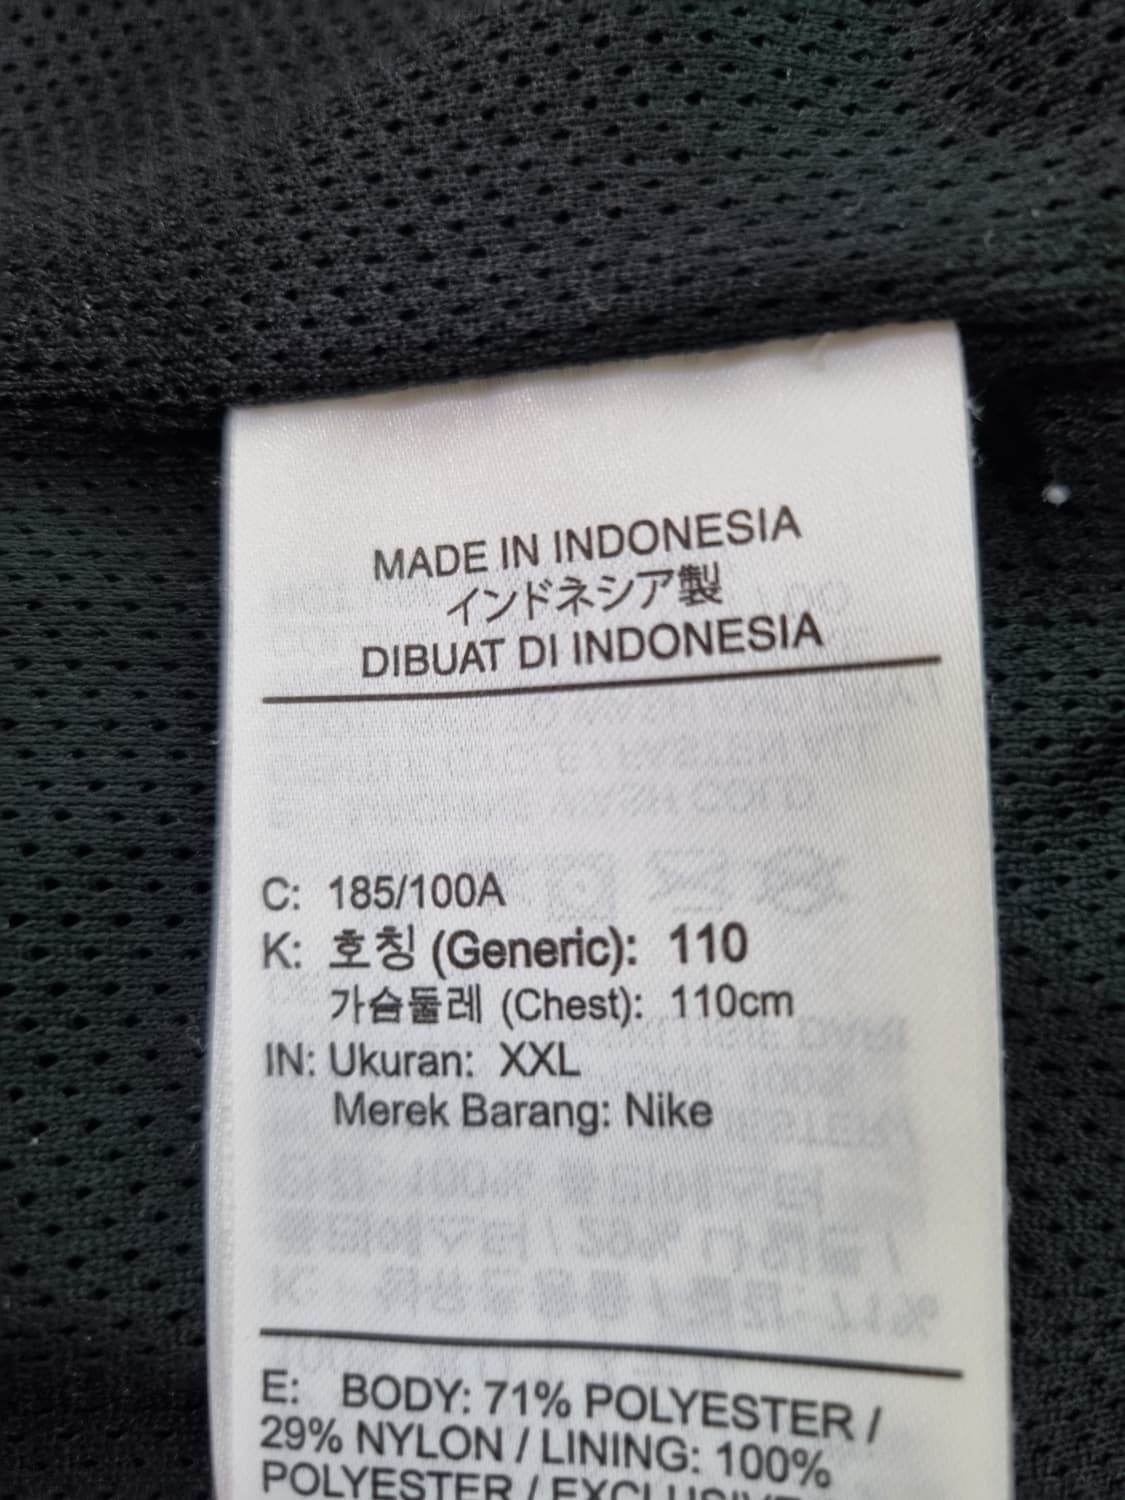 MADE IN INDONESIA
インドネシア製
DIBUAT DI INDONESIA
C: 185/100A
K: 호칭 (Generic): 110
가슴둘레 (Chest): 110cm
IN: Ukuran: XXL
Merek Barang: Nike
E: BODY: 71% POLYESTER /
29% NYLON / LINING: 100%
POLYESTER / EXCLUSIVE